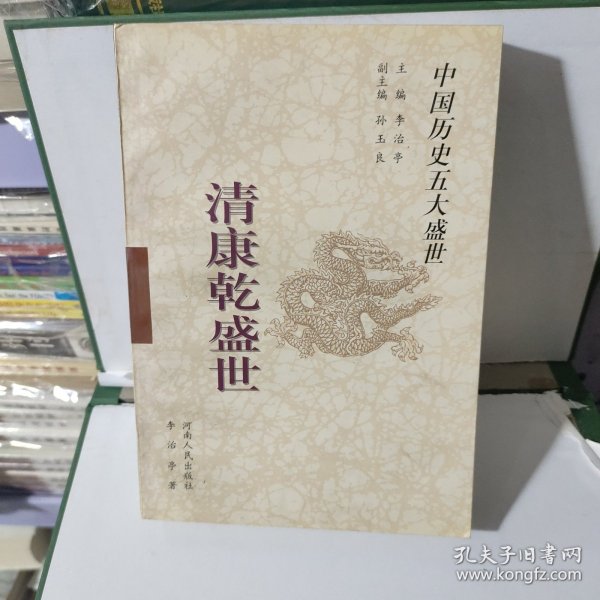 中国历史五大盛世
主编 李治亭
副主编 孙玉良
清康乾盛世
河南人民出版社
李治亭 著
孔夫子旧书网
www.kongfz.com